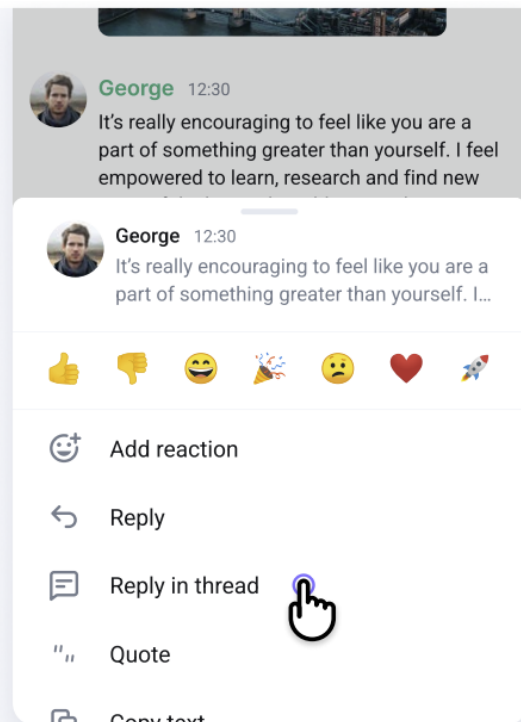 George 12:30
It’s really encouraging to feel like you are a
part of something greater than yourself. I feel
empowered to learn, research and find new
George 12:30
It’s really encouraging to feel like you are a
part of something greater than yourself. I…
Add reaction
Reply
Reply in thread
Quote
Copy text